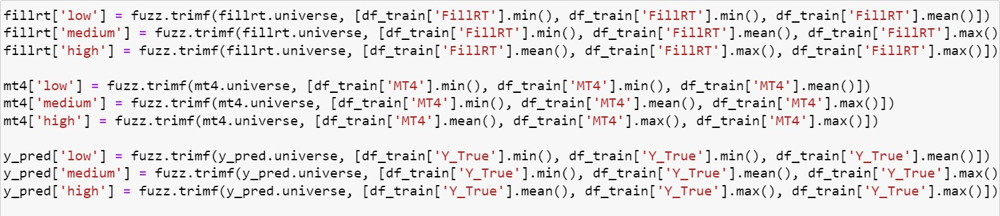 fillrt['low'] = fuzz.trimf(fillrt.universe, [df_train['FillRT'].min(), df_train['FillRT'].min(), df_train['FillRT'].mean()])
fillrt['medium'] = fuzz.trimf(fillrt.universe, [df_train['FillRT'].min(), df_train['FillRT'].mean(), df_train['FillRT'].max()
fillrt['high'] = fuzz.trimf(fillrt.universe, [df_train['FillRT'].mean(), df_train['FillRT'].max(), df_train['FillRT'].max()])
mt4['low'] = fuzz.trimf(mt4.universe, [df_train['MT4'].min(), df_train['MT4'].min(), df_train['MT4'].mean()])
mt4['medium'] = fuzz.trimf(mt4.universe, [df_train['MT4'].min(), df_train['MT4'].mean(), df_train['MT4'].max()])
mt4['high'] = fuzz.trimf(mt4.universe, [df_train['MT4'].mean(), df_train['MT4'].max(), df_train['MT4'].max()])
y_pred['low'] = fuzz.trimf(y_pred.universe, [df_train['Y_True'].min(), df_train['Y_True'].min(), df_train['Y_True'].mean()])
y_pred['medium'] = fuzz.trimf(y_pred.universe, [df_train['Y_True'].min(), df_train['Y_True'].mean(), df_train['Y_True'].max()
y_pred['high'] = fuzz.trimf(y_pred.universe, [df_train['Y_True'].mean(), df_train['Y_True'].max(), df_train['Y_True'].max()])